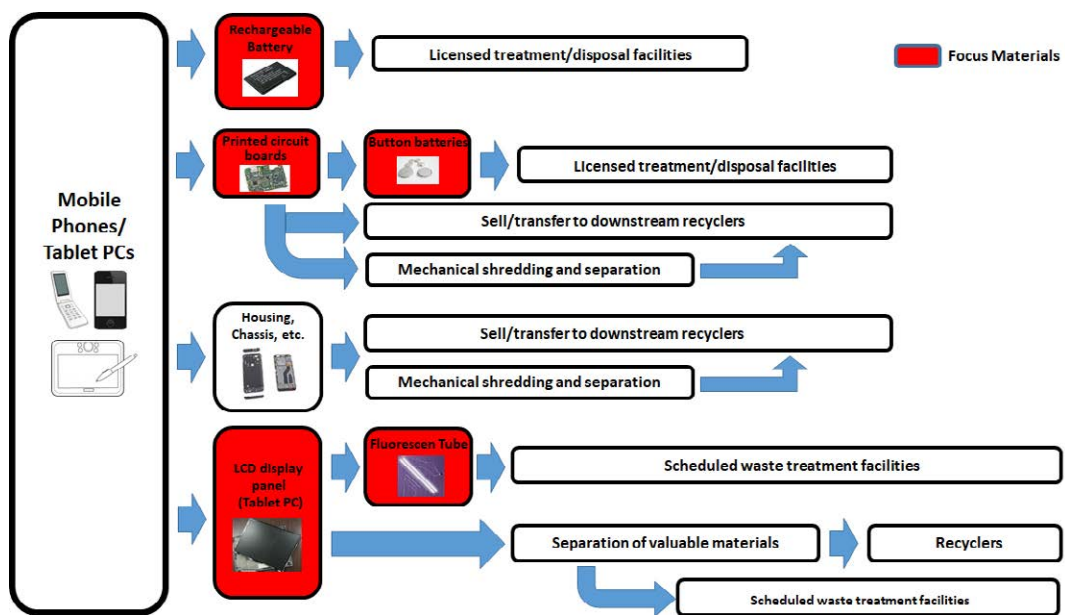 Mobile
Phones/
Tablet PCs
Rechargeable
Battery
Licensed treatment/disposal facilities
Focus Materials
Printed circuit
boards
Button batteries
Licensed treatment/disposal facilities
Sell/transfer to downstream recyclers
Mechanical shredding and separation
Housing,
Chassis, etc.
Sell/transfer to downstream recyclers
Mechanical shredding and separation
LCD display
panel
(Tablet PC)
Fluorescen Tube
Scheduled waste treatment facilities
Separation of valuable materials
Recyclers
Scheduled waste treatment facilities